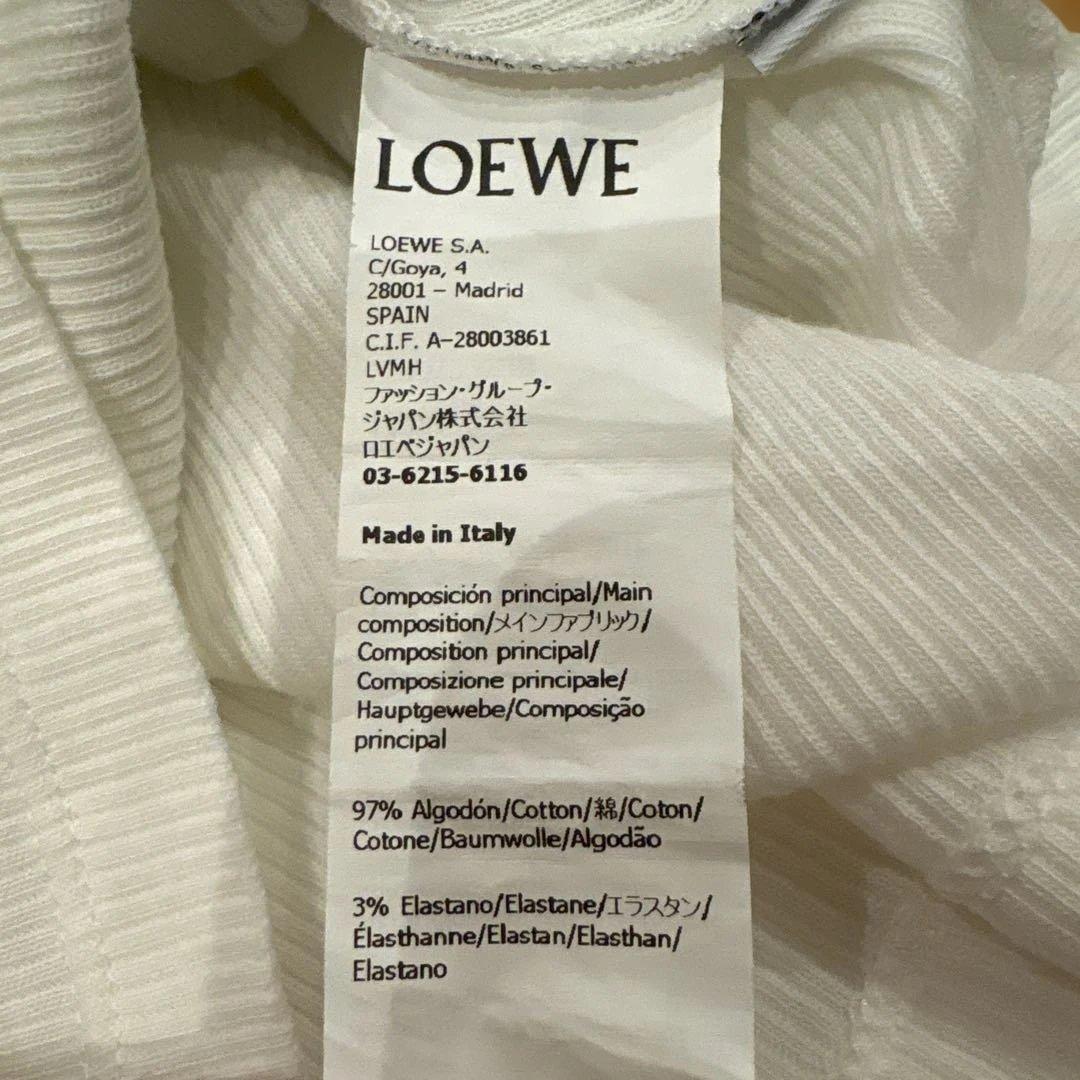 LOEWE
LOEWE S.A.
C/Goya, 4
28001 – Madrid
SPAIN
C.I.F. A-28003861
LVMH
ファッション・グループ・
ジャパン株式会社
ロエベジャパン
03-6215-6116
Made in Italy
Composición principal/Main
composition/メインファブリック/
Composition principal/
Composizione principale/
Hauptgewebe/Composição
principal
97% Algodón/Cotton/綿/Coton/
Cotone/Baumwolle/Algodão
3% Elastano/Elastane/エラスタン/
Élasthanne/Elastan/Elasthan/
Elastano